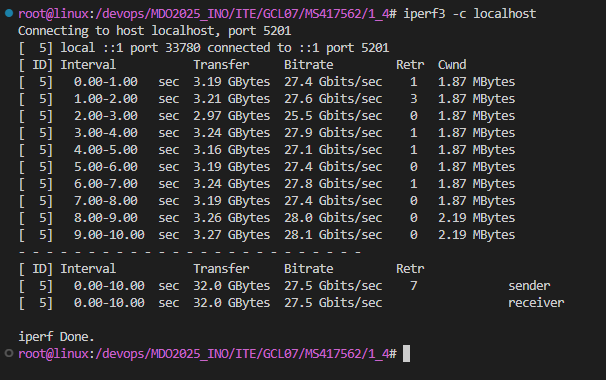 root@linux:/devops/MDO2025_INO/ITE/GCL07/MS417562/1_4# iperf3 -c localhost
Connecting to host localhost, port 5201
[  5] local ::1 port 33780 connected to ::1 port 5201
[ ID] Interval           Transfer     Bitrate         Retr  Cwnd
[  5]   0.00-1.00   sec  3.19 GBytes  27.4 Gbits/sec    1   1.87 MBytes
[  5]   1.00-2.00   sec  3.21 GBytes  27.6 Gbits/sec    3   1.87 MBytes
[  5]   2.00-3.00   sec  2.97 GBytes  25.5 Gbits/sec    0   1.87 MBytes
[  5]   3.00-4.00   sec  3.24 GBytes  27.9 Gbits/sec    1   1.87 MBytes
[  5]   4.00-5.00   sec  3.16 GBytes  27.1 Gbits/sec    1   1.87 MBytes
[  5]   5.00-6.00   sec  3.19 GBytes  27.4 Gbits/sec    0   1.87 MBytes
[  5]   6.00-7.00   sec  3.24 GBytes  27.8 Gbits/sec    1   1.87 MBytes
[  5]   7.00-8.00   sec  3.19 GBytes  27.4 Gbits/sec    0   1.87 MBytes
[  5]   8.00-9.00   sec  3.26 GBytes  28.0 Gbits/sec    0   2.19 MBytes
[  5]   9.00-10.00  sec  3.27 GBytes  28.1 Gbits/sec    0   2.19 MBytes
- - - - - - - - - - - - - - - - - - - - - - - - -
[ ID] Interval           Transfer     Bitrate         Retr
[  5]   0.00-10.00  sec  32.0 GBytes  27.5 Gbits/sec    7             sender
[  5]   0.00-10.00  sec  32.0 GBytes  27.5 Gbits/sec                  receiver

iperf Done.
root@linux:/devops/MDO2025_INO/ITE/GCL07/MS417562/1_4#